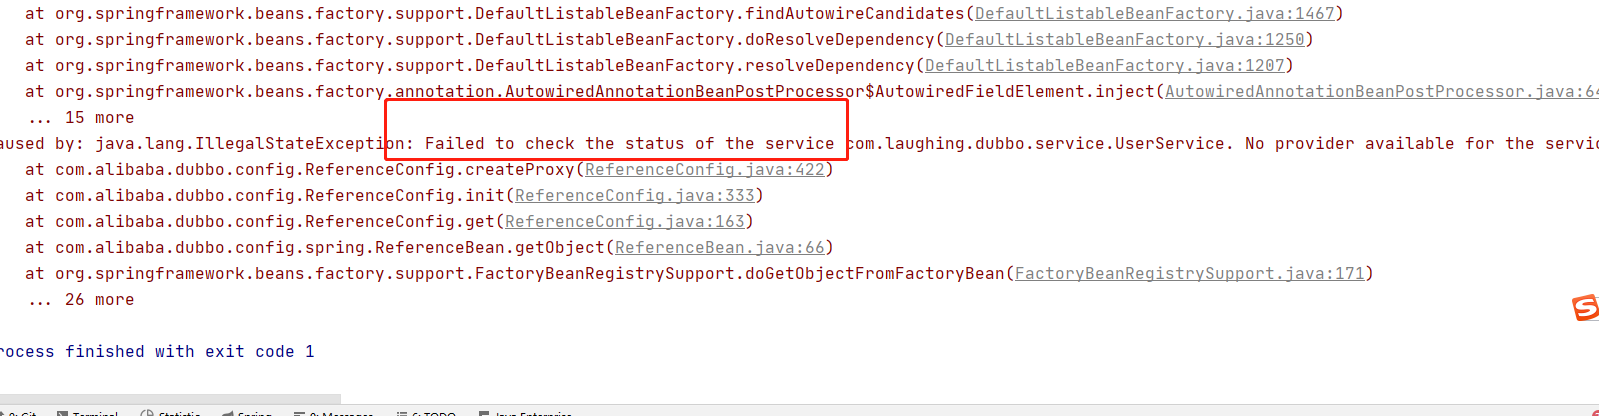 at org.springframework.beans.factory.support.DefaultListableBeanFactory.findAutowireCandidates(DefaultListableBeanFactory.java:1467)
at org.springframework.beans.factory.support.DefaultListableBeanFactory.doResolveDependency(DefaultListableBeanFactory.java:1250)
at org.springframework.beans.factory.support.DefaultListableBeanFactory.resolveDependency(DefaultListableBeanFactory.java:1207)
at org.springframework.beans.factory.annotation.AutowiredAnnotationBeanPostProcessor$AutowiredFieldElement.inject(AutowiredAnnotationBeanPostProcessor.java:64
... 15 more
aused by: java.lang.IllegalStateException: Failed to check the status of the service com.laughing.dubbo.service.UserService. No provider available for the servic
at com.alibaba.dubbo.config.ReferenceConfig.createProxy(ReferenceConfig.java:422)
at com.alibaba.dubbo.config.ReferenceConfig.init(ReferenceConfig.java:333)
at com.alibaba.dubbo.config.ReferenceConfig.get(ReferenceConfig.java:163)
at com.alibaba.dubbo.config.spring.ReferenceBean.getObject(ReferenceBean.java:66)
at org.springframework.beans.factory.support.FactoryBeanRegistrySupport.doGetObjectFromFactoryBean(FactoryBeanRegistrySupport.java:171)
... 26 more
rocess finished with exit code 1
9: Git Terminal Statistic Spring 0: Messages 6: TODO Java Enterprise